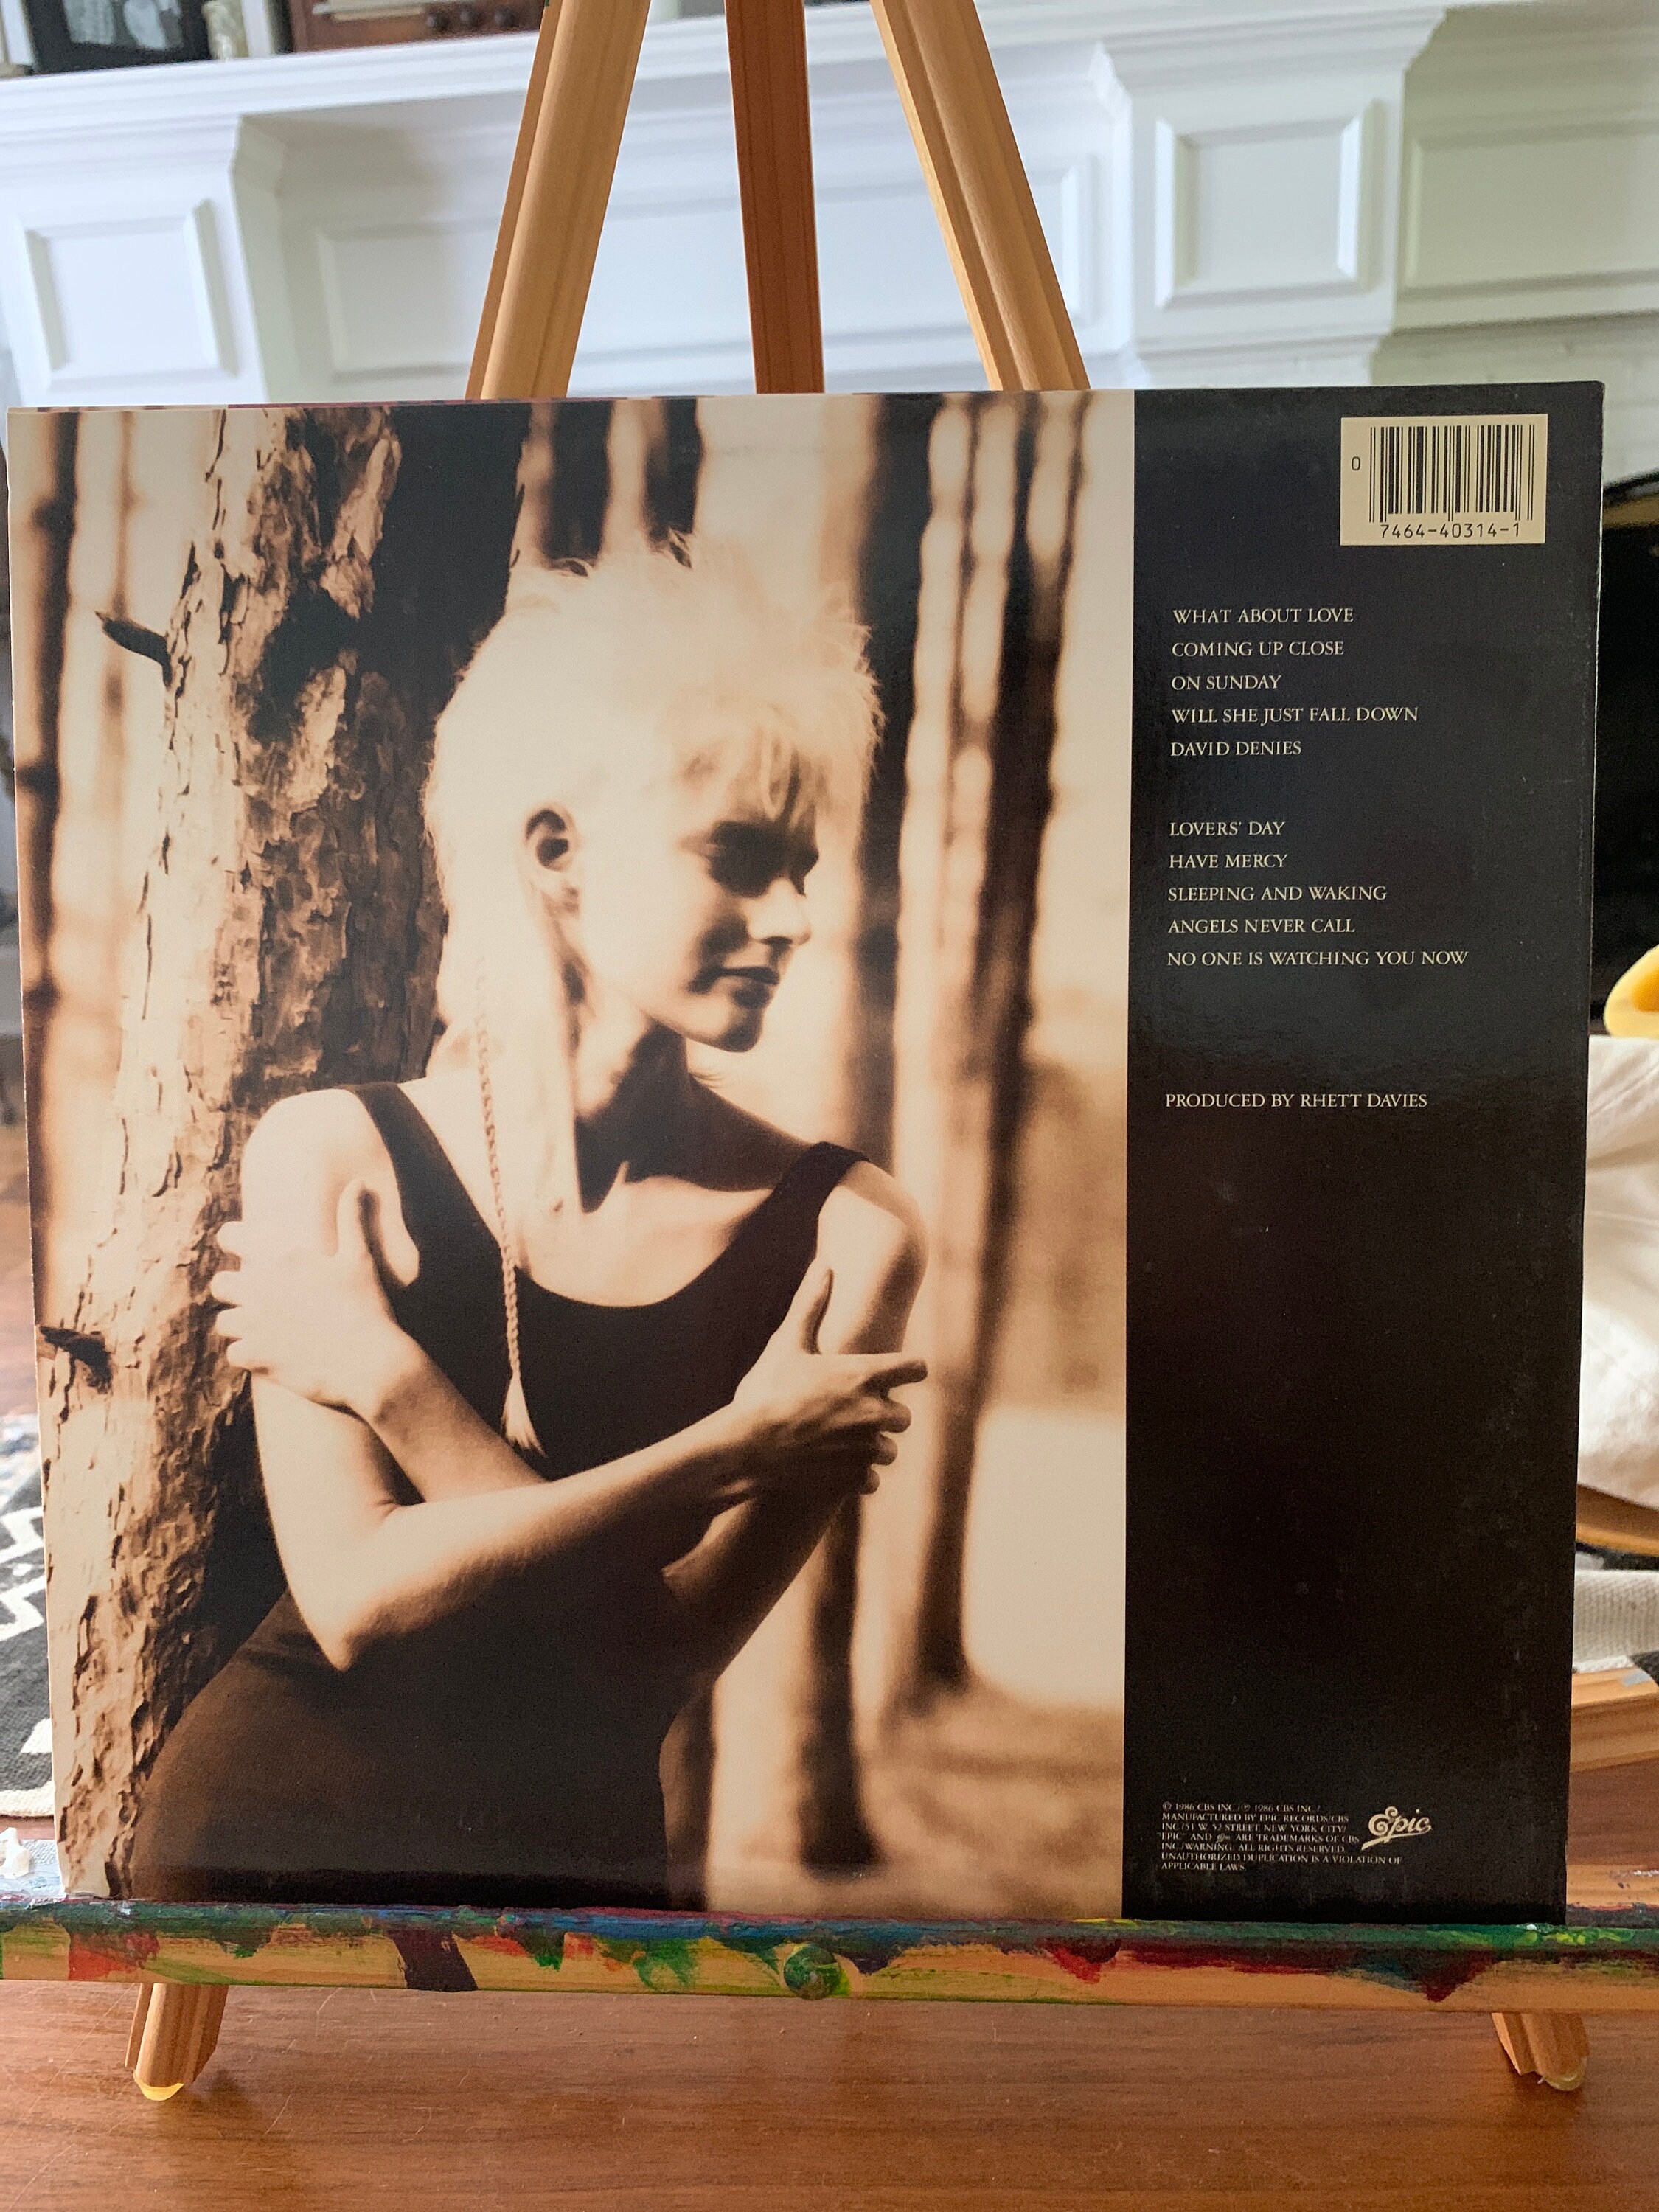 0
7464-40314-1
WHAT ABOUT LOVE
COMING UP CLOSE
ON SUNDAY
WILL SHE JUST FALL DOWN
DAVID DENIES
LOVERS' DAY
HAVE MERCY
SLEEPING AND WAKING
ANGELS NEVER CALL
NO ONE IS WATCHING YOU NOW
PRODUCED BY RHETT DAVIES
© 1986 CBS INC./℗ 1986 CBS INC./
MANUFACTURED BY EPIC RECORDS/CBS
INC./51 W. 52 STREET, NEW YORK CITY/
"EPIC" AND ARE TRADEMARKS OF CBS
INC./WARNING: ALL RIGHTS RESERVED.
UNAUTHORIZED DUPLICATION IS A VIOLATION OF
APPLICABLE LAWS.
Epic